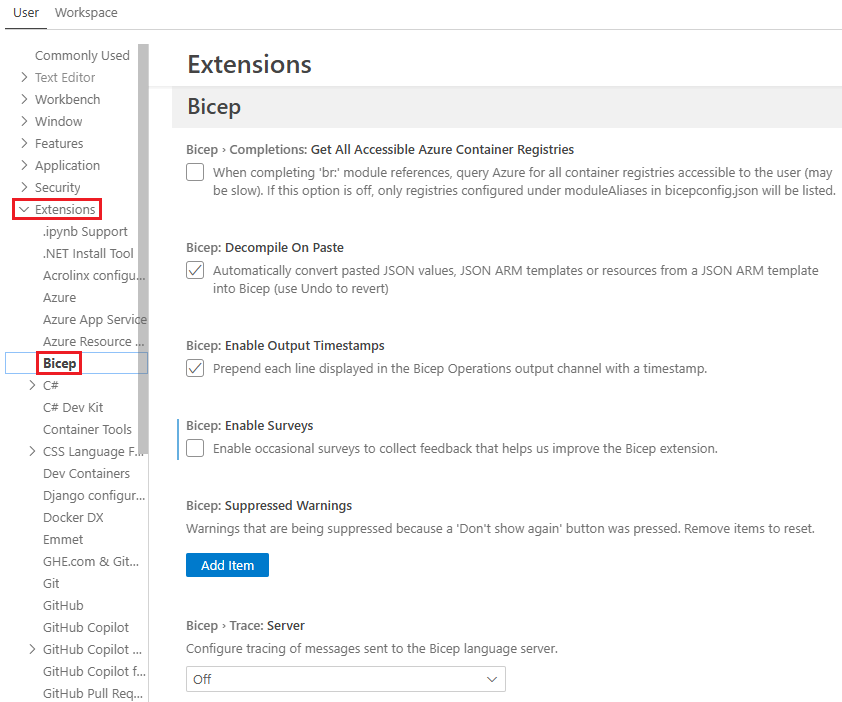 User Workspace
Commonly Used
Text Editor
Workbench
Window
Features
Application
Security
Extensions
.ipynb Support
.NET Install Tool
Acrolinx configu...
Azure
Azure App Service
Azure Resource ...
Bicep
C#
C# Dev Kit
Container Tools
CSS Language F...
Dev Containers
Django configur...
Docker DX
Emmet
GHE.com & Git...
Git
GitHub
GitHub Copilot
GitHub Copilot ...
GitHub Copilot f...
GitHub Pull Req...
Extensions
Bicep
Bicep › Completions: Get All Accessible Azure Container Registries
When completing 'br:' module references, query Azure for all container registries accessible to the user (may
be slow). If this option is off, only registries configured under moduleAliases in bicepconfig.json will be listed.
Bicep: Decompile On Paste
Automatically convert pasted JSON values, JSON ARM templates or resources from a JSON ARM template
into Bicep (use Undo to revert)
Bicep: Enable Output Timestamps
Prepend each line displayed in the Bicep Operations output channel with a timestamp.
Bicep: Enable Surveys
Enable occasional surveys to collect feedback that helps us improve the Bicep extension.
Bicep: Suppressed Warnings
Warnings that are being suppressed because a 'Don't show again' button was pressed. Remove items to reset.
Add Item
Bicep › Trace: Server
Configure tracing of messages sent to the Bicep language server.
Off